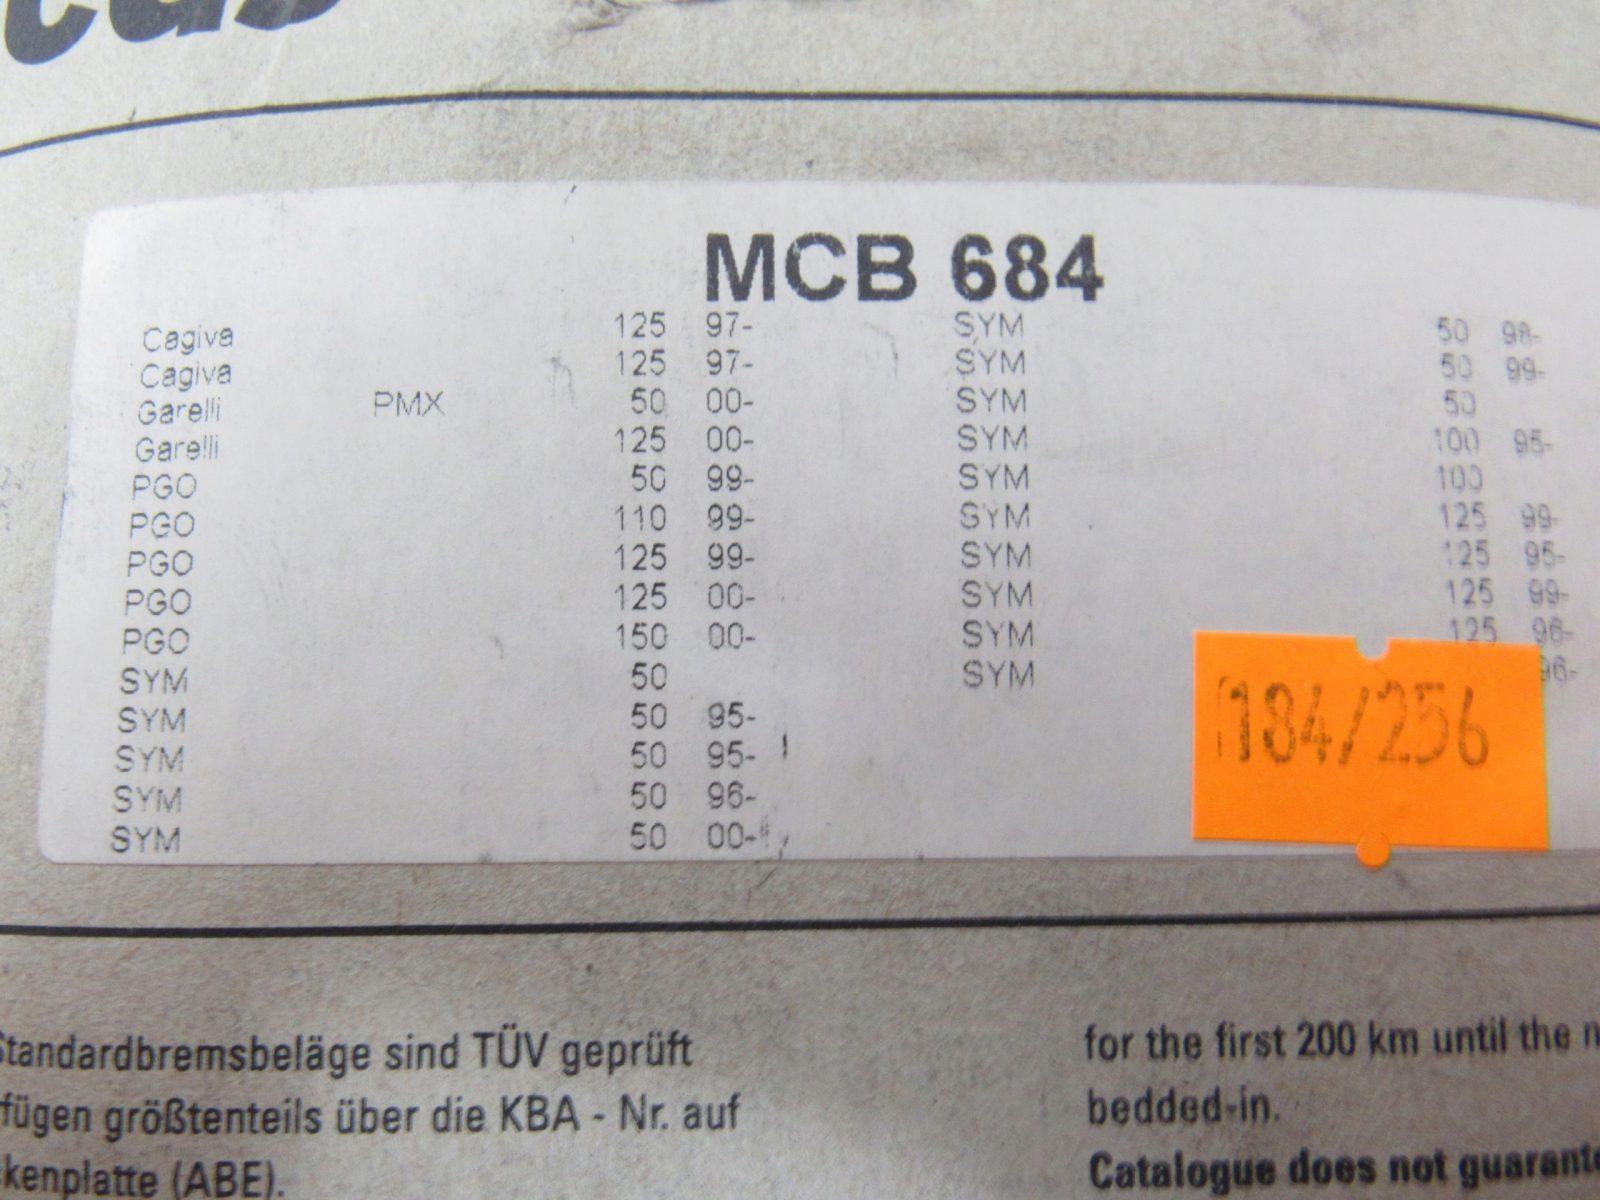 MCB 684
Cagiva 125 97- SYM 50 98-
Cagiva 125 97- SYM 50 99-
Garelli PMX 50 00- SYM 50
Garelli 125 00- SYM 100 95-
PGO 50 99- SYM 100
PGO 110 99- SYM 125 99-
PGO 125 99- SYM 125 95-
PGO 125 00- SYM 125 99-
PGO 150 00- SYM 125 96-
SYM 50 SYM 96-
SYM 50 95-
SYM 50 95-
SYM 50 96-
SYM 50 00-
184/256
Standardbremsbeläge sind TÜV geprüft
fügen größtenteils über die KBA - Nr. auf
kenplatte (ABE).
for the first 200 km until the
bedded-in.
Catalogue does not guarant